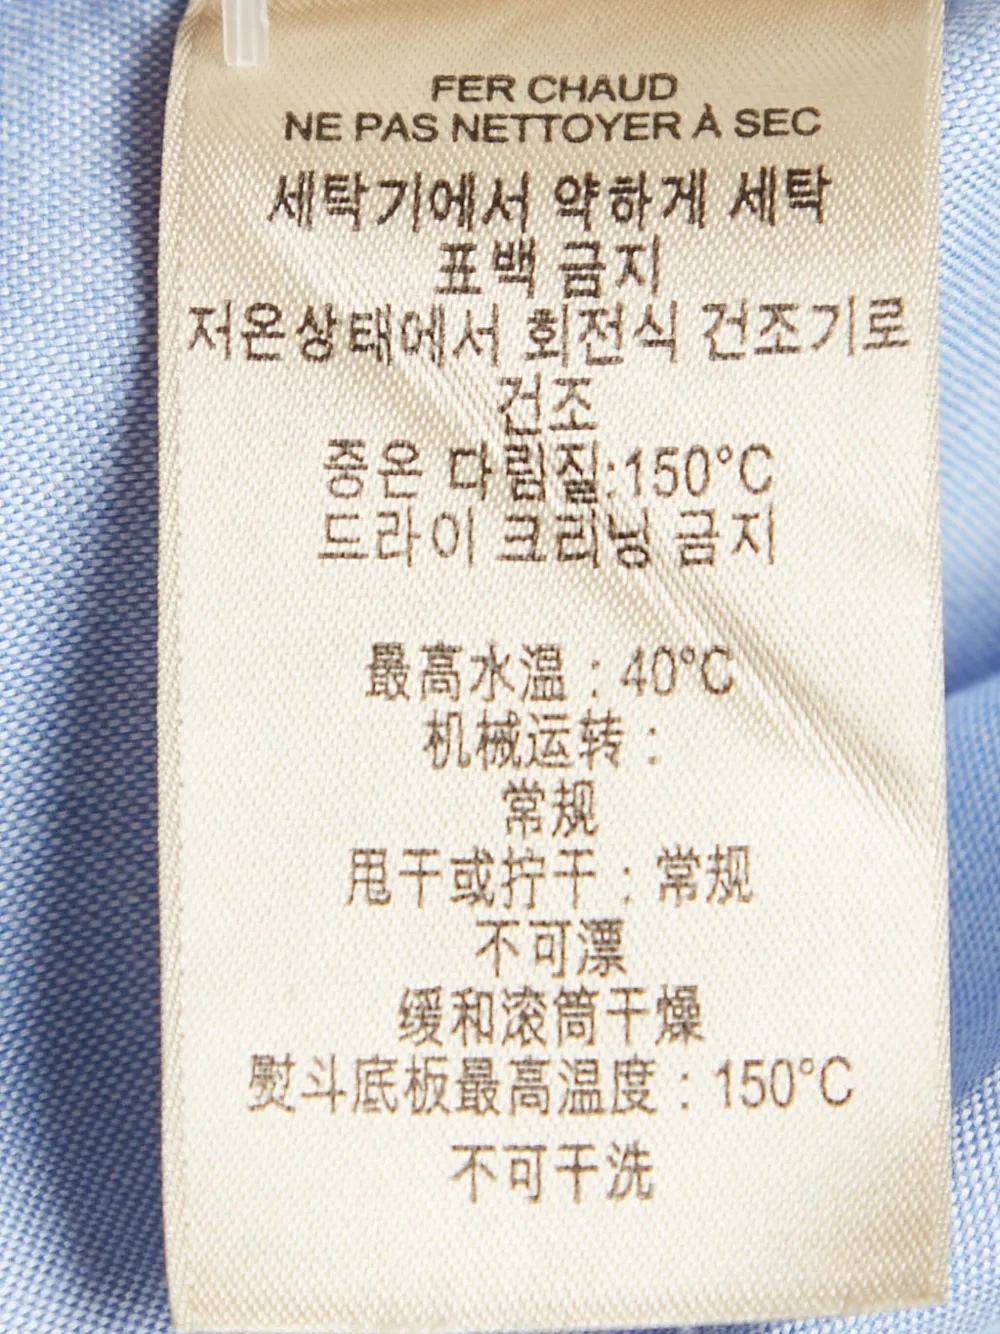 FER CHAUD
NE PAS NETTOYER À SEC
세탁기에서 약하게 세탁
표백 금지
저온상태에서 회전식 건조기로
건조
중온 다림질:150°C
드라이 크리닝 금지
最高水温：40°C
机械运转：
常规
甩干或拧干：常规
不可漂
缓和滚筒干燥
熨斗底板最高温度：150°C
不可干洗